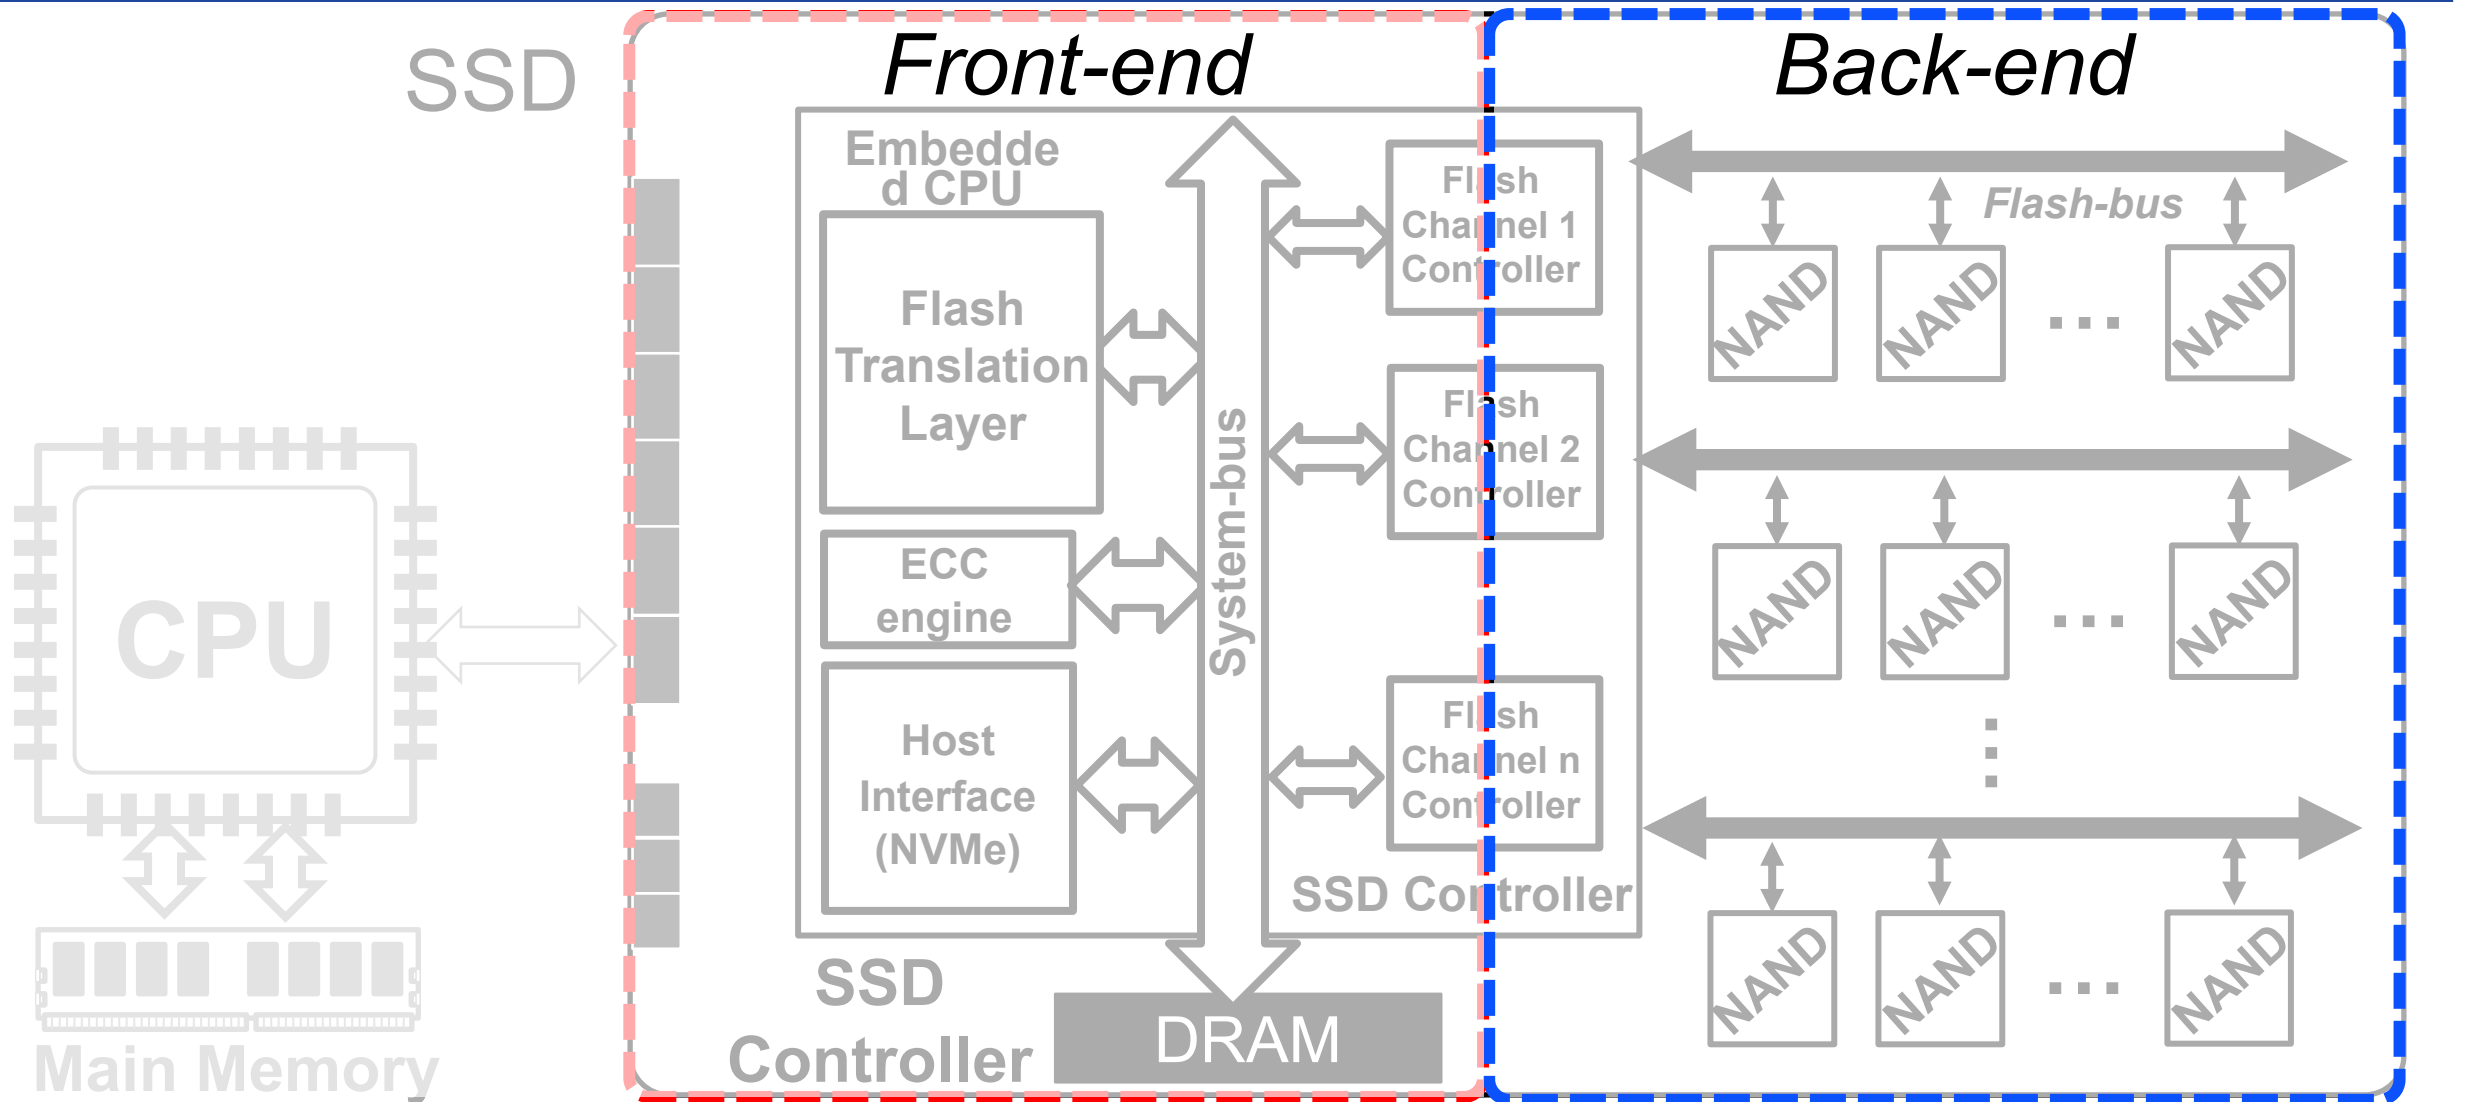 SSD
Front-end
Back-end
Embedde
d CPU
Flash
Translation
Layer
ECC
engine
Host
Interface
(NVMe)
System-bus
Flash
Channel 1
Controller
Flash
Channel 2
Controller
Flash
Channel n
Controller
SSD Controller
Flash-bus
NAND
NAND
...
NAND
NAND
NAND
...
NAND
...
NAND
NAND
...
NAND
CPU
Main Memory
SSD
Controller
DRAM